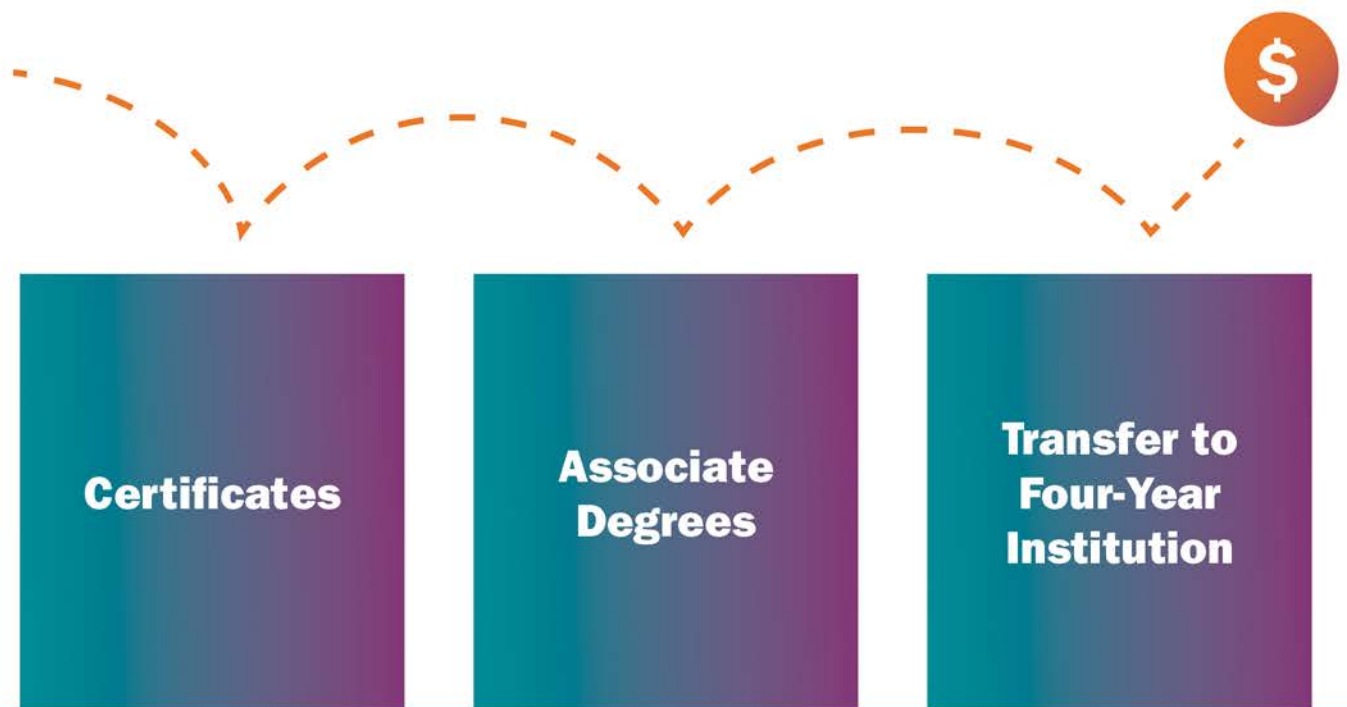 $
Certificates
Associate
Degrees
Transfer to
Four-Year
Institution